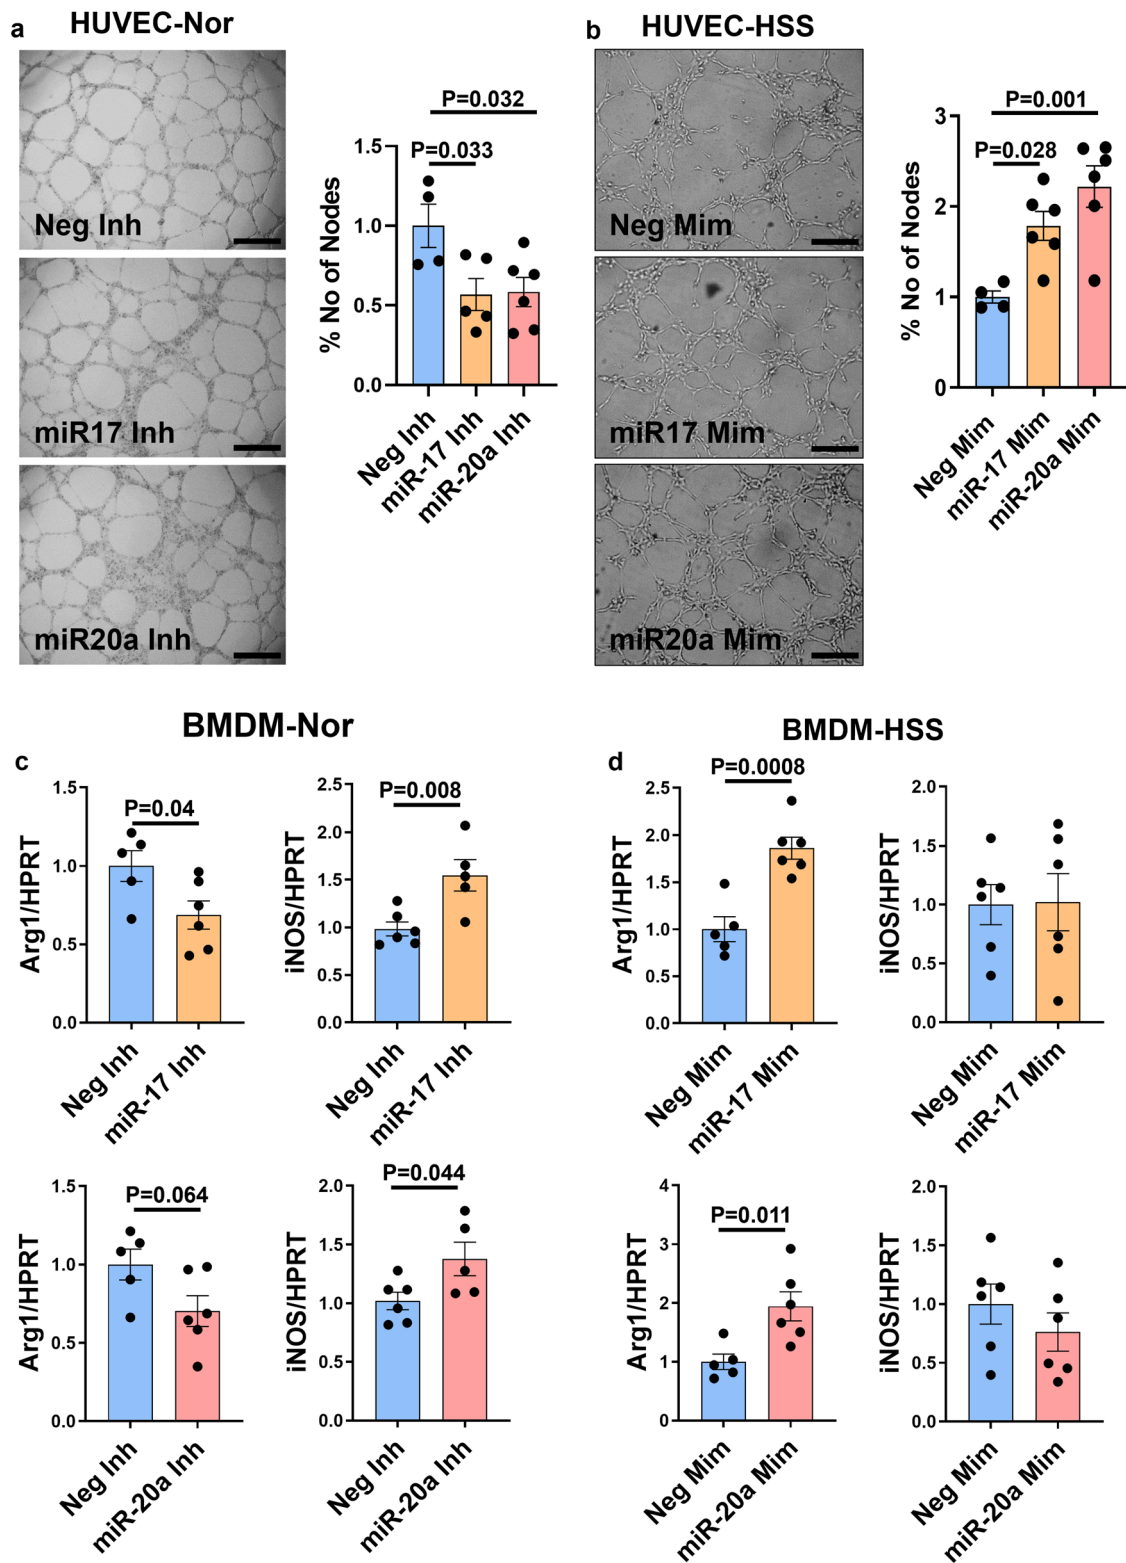 a
HUVEC-Nor
Neg Inh
miR17 Inh
miR20a Inh
P=0.032
P=0.033
% No of Nodes
1.5
1.0
0.5
0.0
Neg Inh
miR-17 Inh
miR-20a Inh
b
HUVEC-HSS
Neg Mim
miR17 Mim
miR20a Mim
P=0.001
P=0.028
% No of Nodes
3
2
1
0
Neg Mim
miR-17 Mim
miR-20a Mim
BMDM-Nor
c
P=0.04
Arg1/HPRT
1.5
1.0
0.5
0.0
Neg Inh
miR-17 Inh
P=0.008
iNOS/HPRT
2.5
2.0
1.5
1.0
0.5
0.0
Neg Inh
miR-17 Inh
P=0.064
Arg1/HPRT
1.5
1.0
0.5
0.0
Neg Inh
miR-20a Inh
P=0.044
iNOS/HPRT
2.0
1.5
1.0
0.5
0.0
Neg Inh
miR-20a Inh
BMDM-HSS
d
P=0.0008
Arg1/HPRT
2.5
2.0
1.5
1.0
0.5
0.0
Neg Mim
miR-17 Mim
iNOS/HPRT
2.0
1.5
1.0
0.5
0.0
Neg Mim
miR-17 Mim
P=0.011
Arg1/HPRT
4
3
2
1
0
Neg Mim
miR-20a Mim
iNOS/HPRT
2.0
1.5
1.0
0.5
0.0
Neg Mim
miR-20a Mim